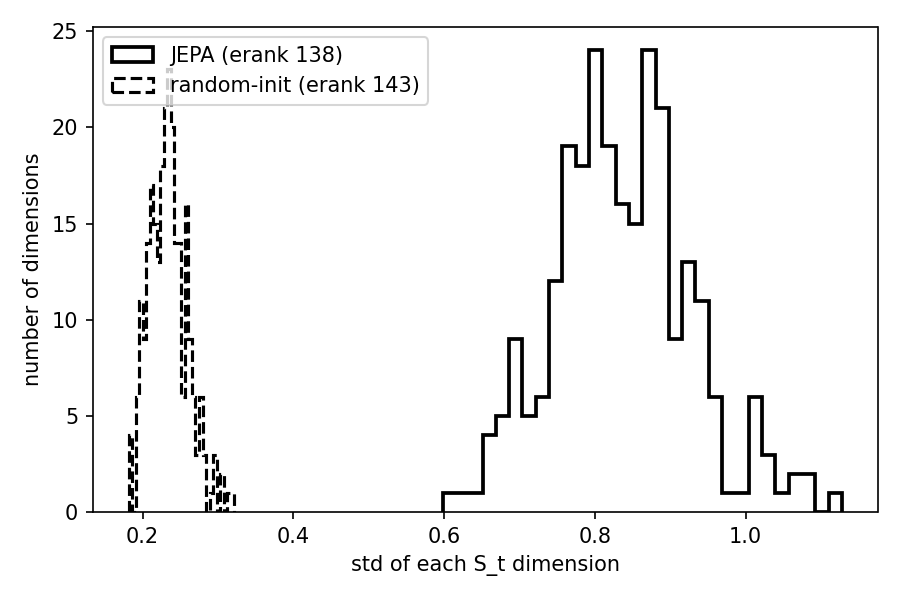 JEPA (erank 138)
random-init (erank 143)
number of dimensions
25
20
15
10
5
0
0.2 0.4 0.6 0.8 1.0
std of each S_t dimension